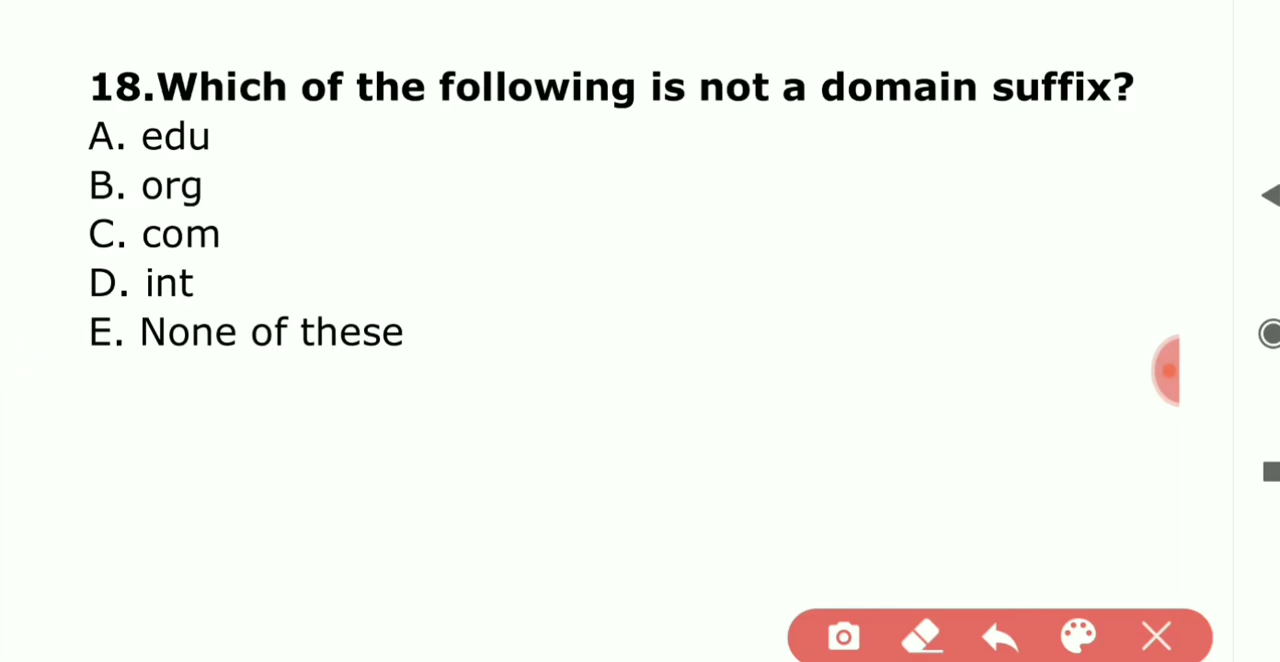 18.Which of the following is not a domain suffix?
A. edu
B. org
C. com
D. int
E. None of these